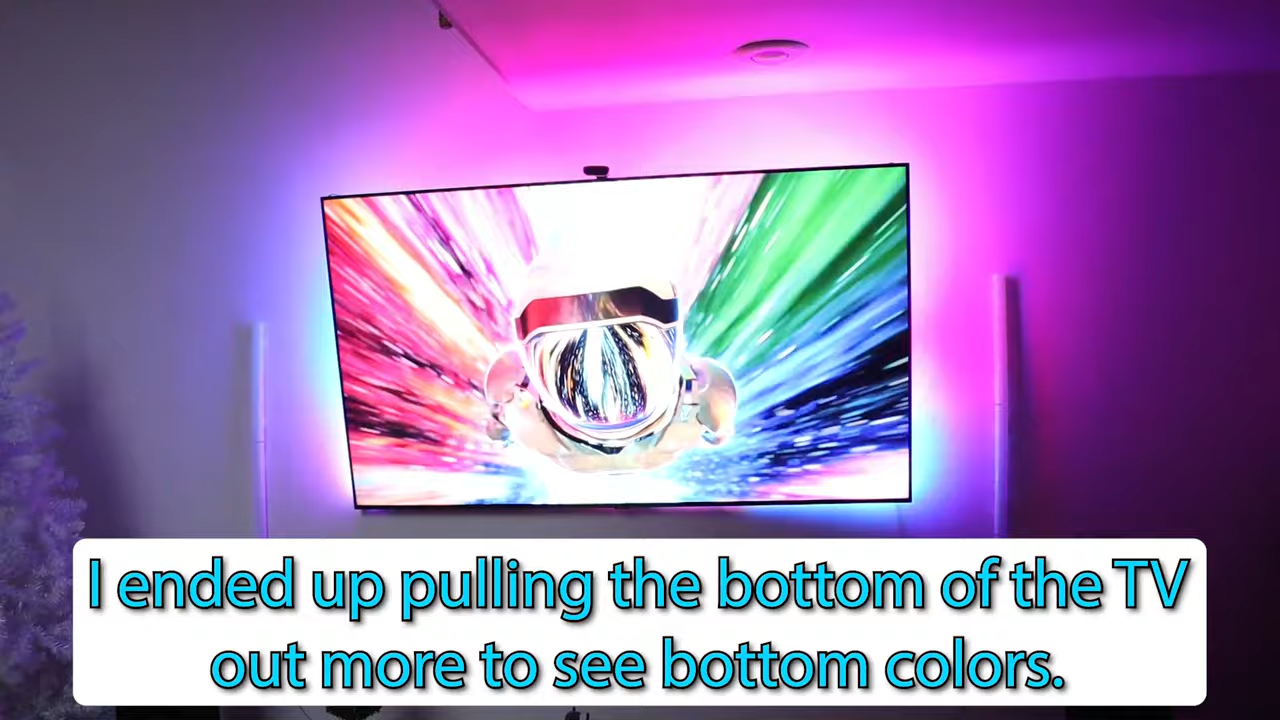 I ended up pulling the bottom of the TV
out more to see bottom colors.